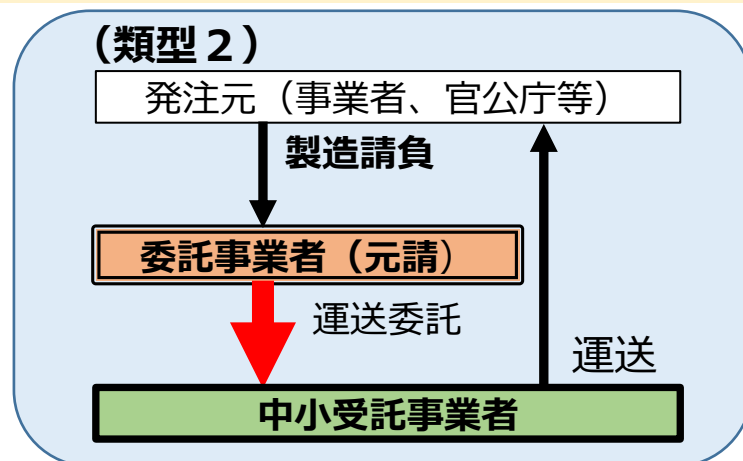 （類型２）
発注元（事業者、官公庁等）
製造請負
委託事業者（元請）
運送委託
運送
中小受託事業者